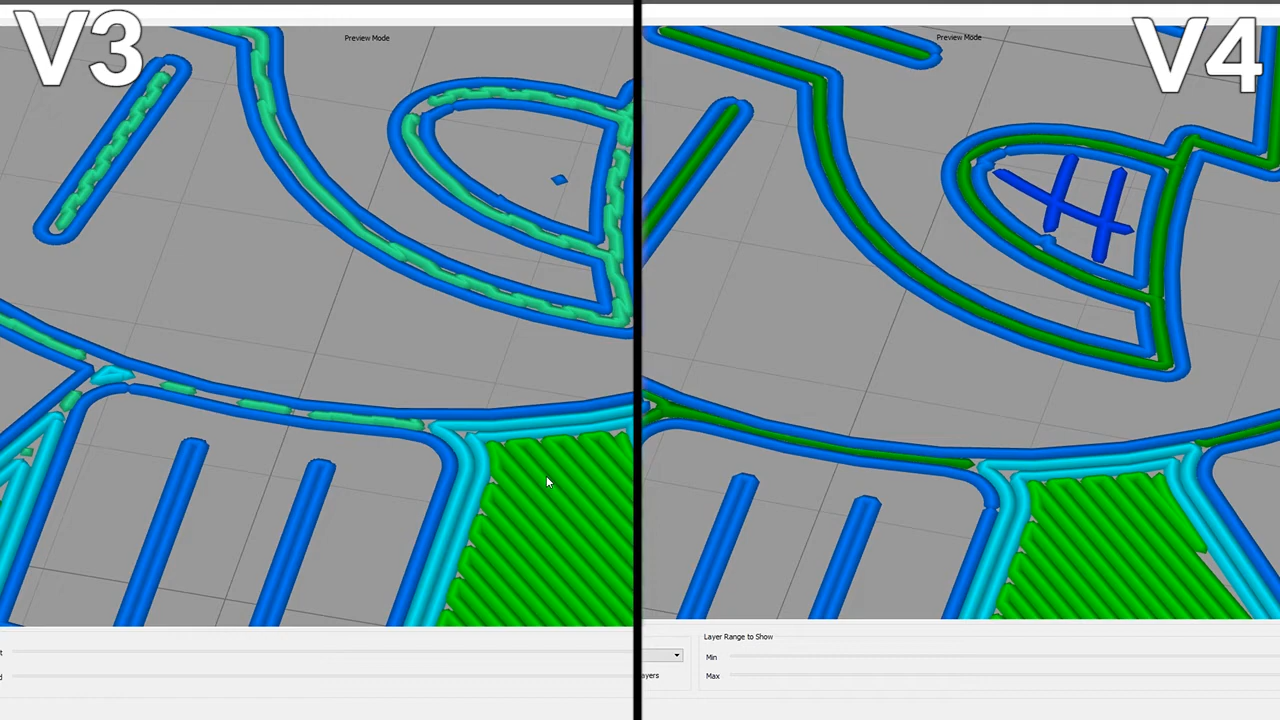 V3
Preview Mode
t
d
V4
Preview Mode
ayers
Layer Range to Show
Min
Max